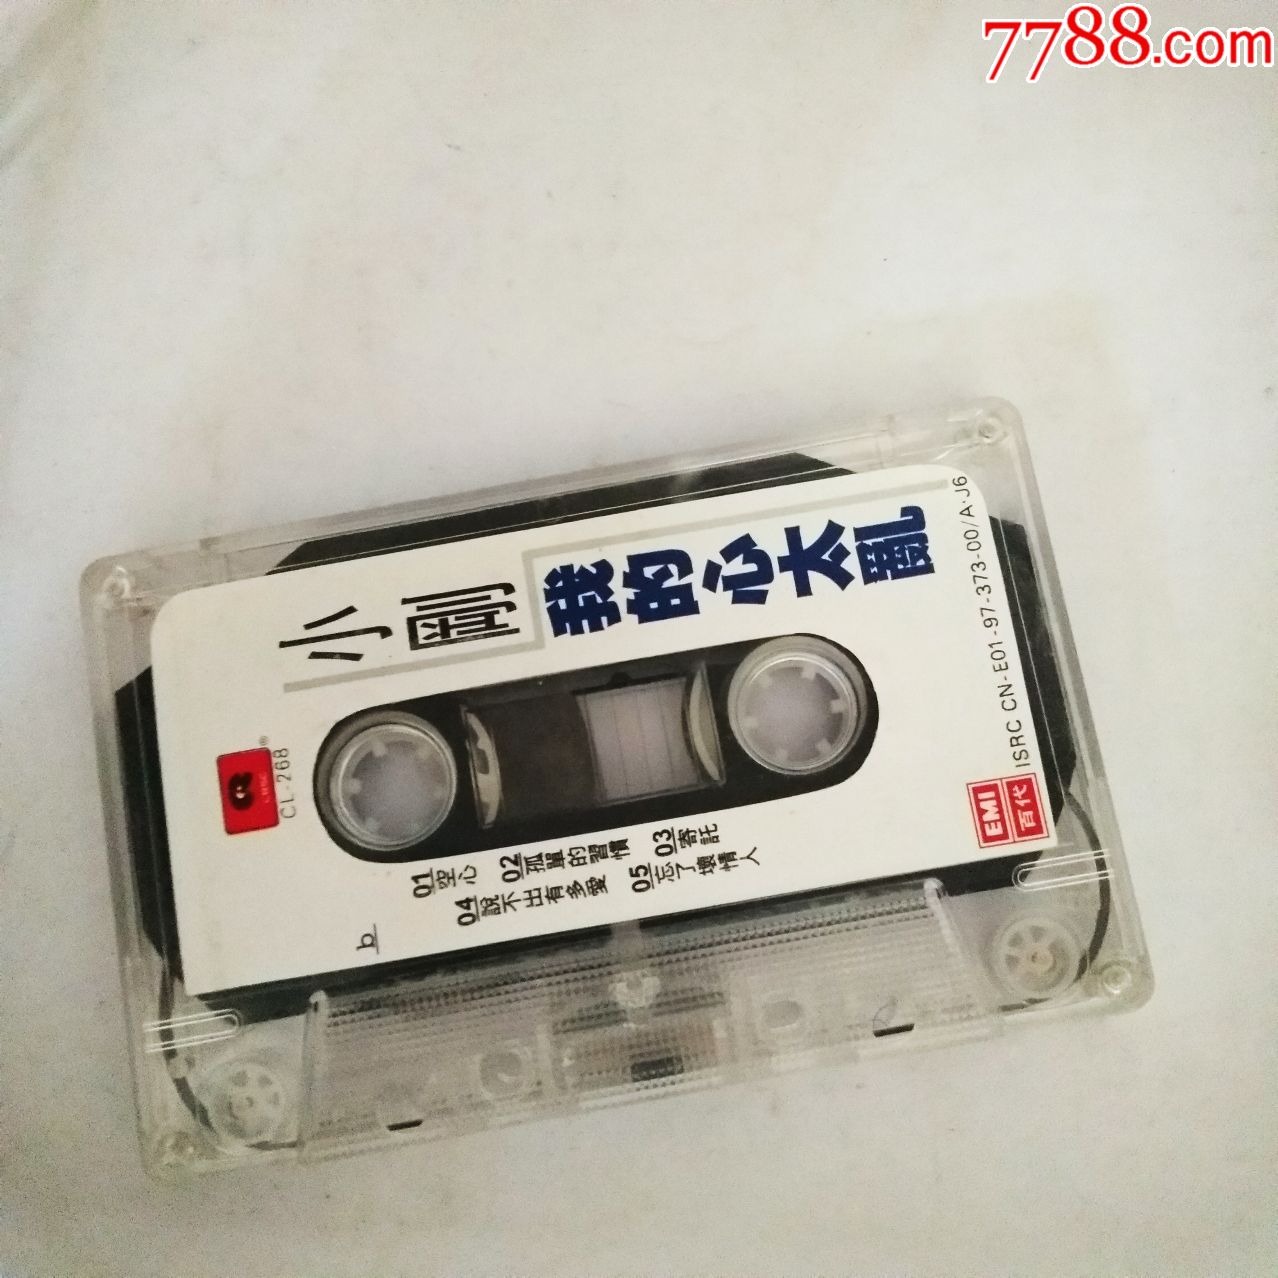 7788.com
小剛
我的心太亂
CL-268
®
CRSC
ISRC CN-E01-97-373-00/A·J6
EMI
百代
b
01 空心
02 孤單的習慣
03 寄託
04 說不出有多愛
05 忘了壞情人